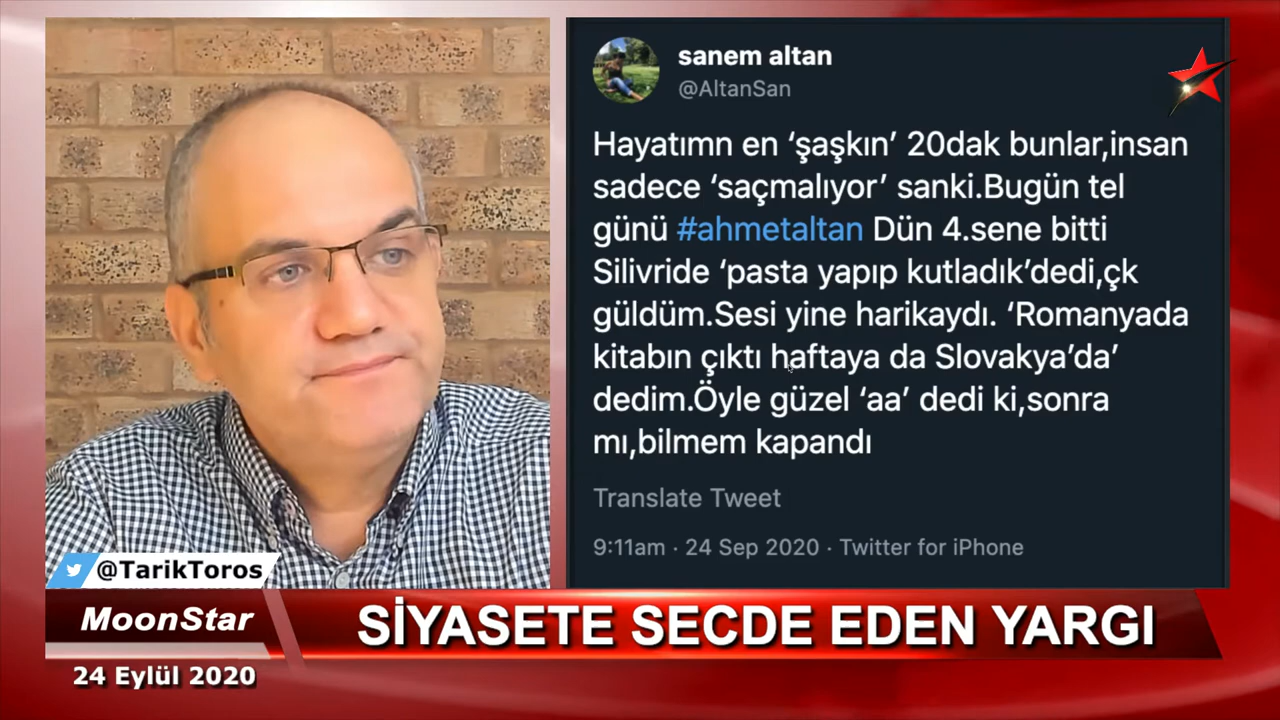 sanem altan
@AltanSan
Hayatımn en ‘şaşkın’ 20dak bunlar,insan
sadece ‘saçmalıyor’ sanki.Bugün tel
günü #ahmetaltan Dün 4.sene bitti
Silivride ‘pasta yapıp kutladık’dedi,çk
güldüm.Sesi yine harikaydı. ‘Romanyada
kitabın çıktı haftaya da Slovakya’da’
dedim.Öyle güzel ‘aa’ dedi ki,sonra
mı,bilmem kapandı
Translate Tweet
9:11am · 24 Sep 2020 · Twitter for iPhone
@TarikToros
MoonStar
SİYASETE SECDE EDEN YARGI
24 Eylül 2020